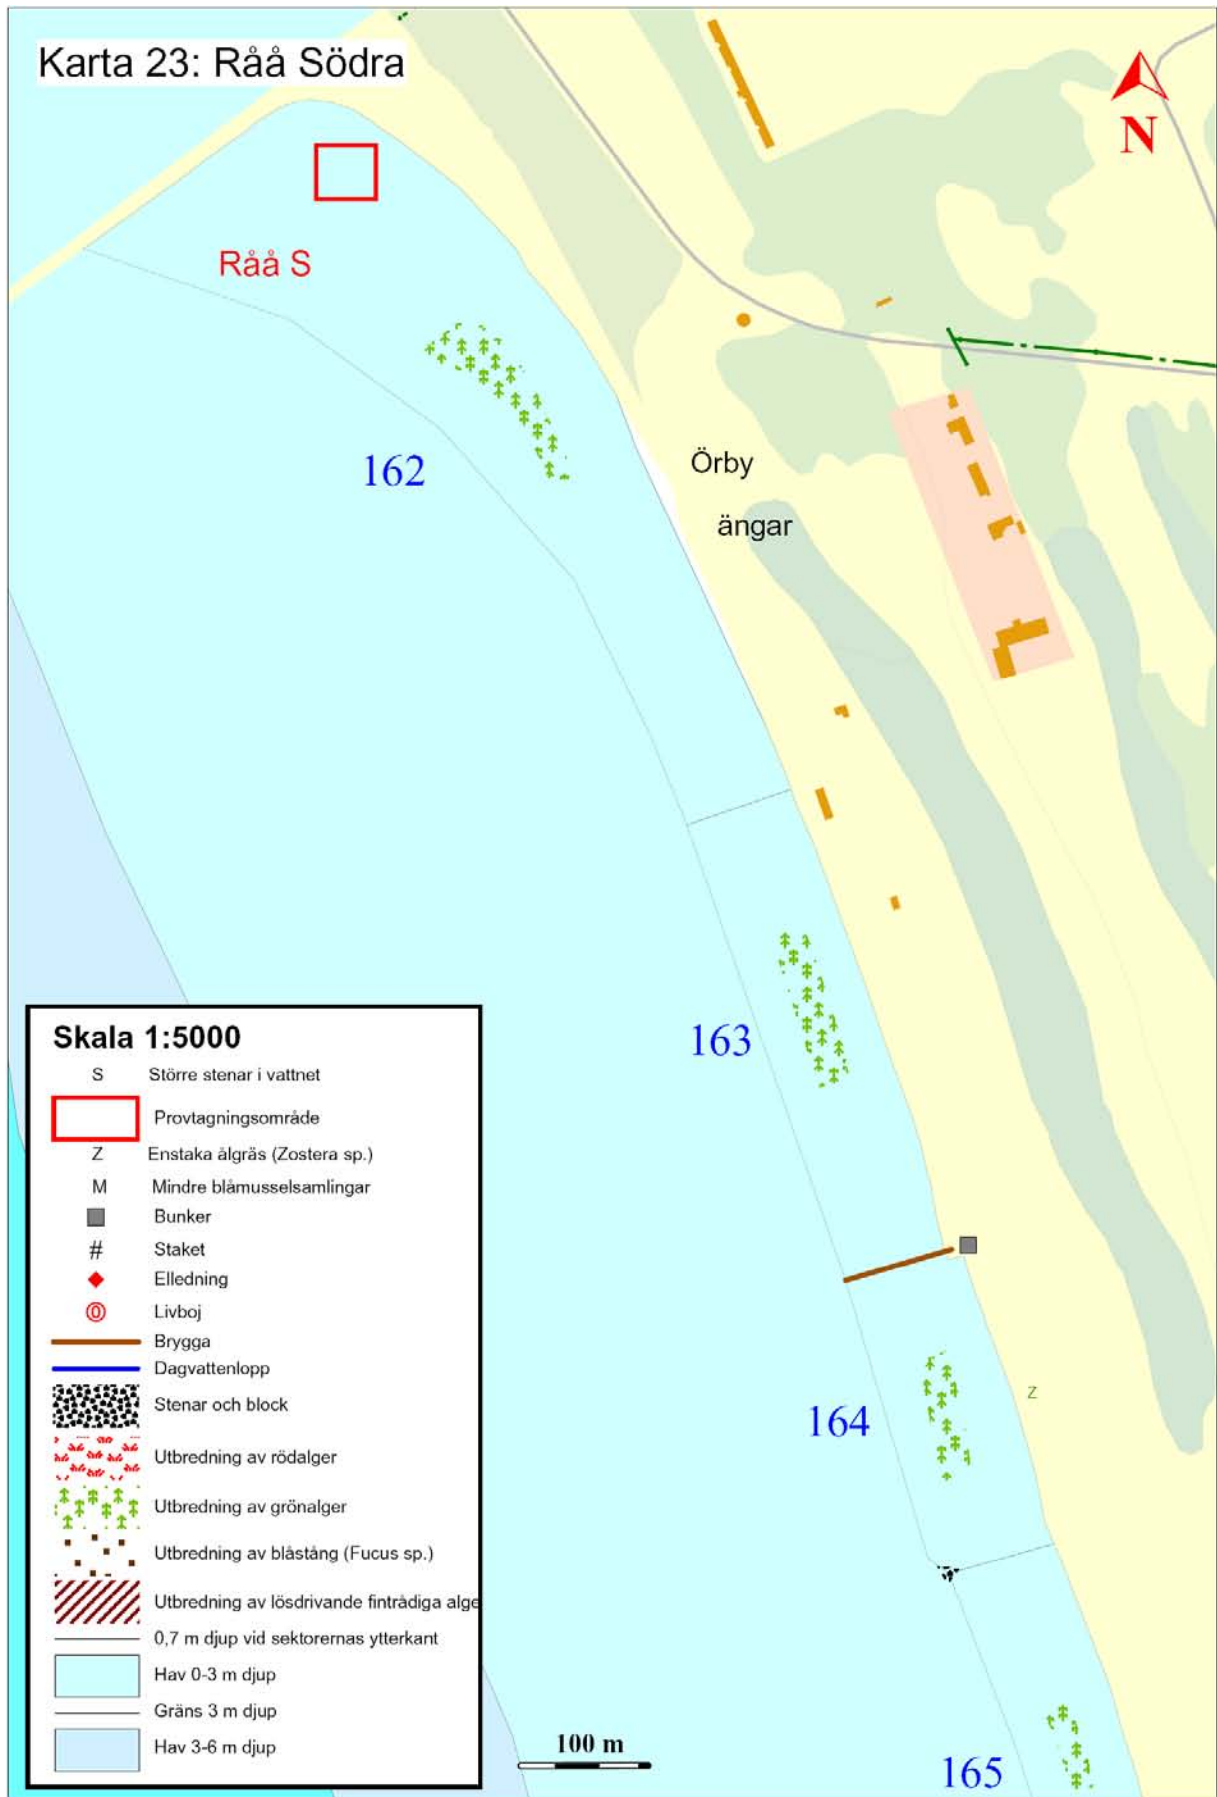 Karta 23: Råå Södra
N
Råå S
162
Örby
ängar
163
164
Z
165
100 m
Skala 1:5000
S Större stenar i vattnet
Provtagningsområde
Z Enstaka ålgräs (Zostera sp.)
M Mindre blåmusselsamlingar
Bunker
# Staket
Elledning
0 Livboj
Brygga
Dagvattenlopp
Stenar och block
Utbredning av rödalger
Utbredning av grönalger
Utbredning av blåstång (Fucus sp.)
Utbredning av lösdrivande fintrådiga alge
0,7 m djup vid sektorernas ytterkant
Hav 0-3 m djup
Gräns 3 m djup
Hav 3-6 m djup